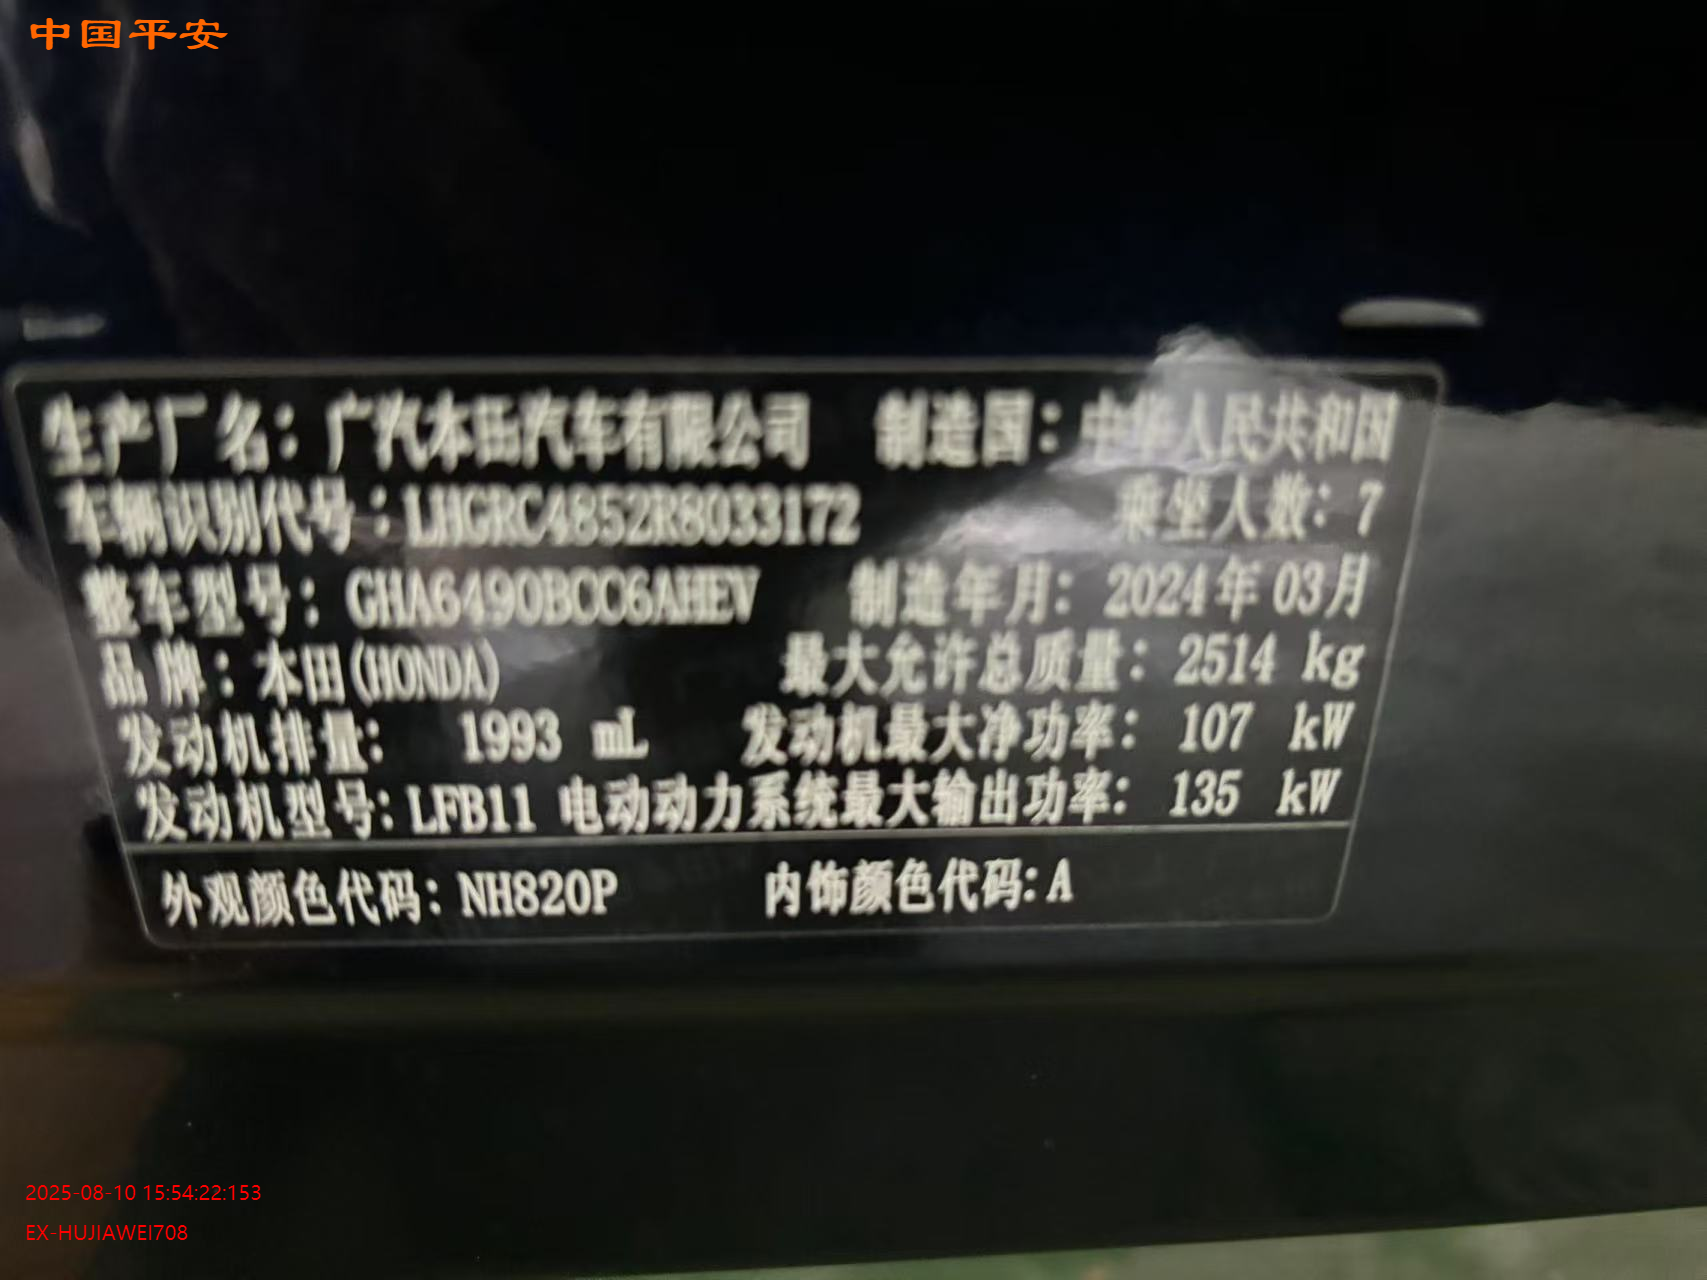 中国平安
生产厂名：广汽本田汽车有限公司 制造国：中华人民共和国
车辆识别代号：LHGRC4852R8033172 乘坐人数：7
整车型号：GHA6490BCC6AHEV 制造年月：2024年03月
品牌：本田(HONDA) 最大允许总质量：2514 kg
发动机排量： 1993 mL 发动机最大净功率： 107 kW
发动机型号：LFB11 电动动力系统最大输出功率： 135 kW
外观颜色代码：NH820P 内饰颜色代码：A
2025-08-10 15:54:22:153
EX-HUJIAWEI708